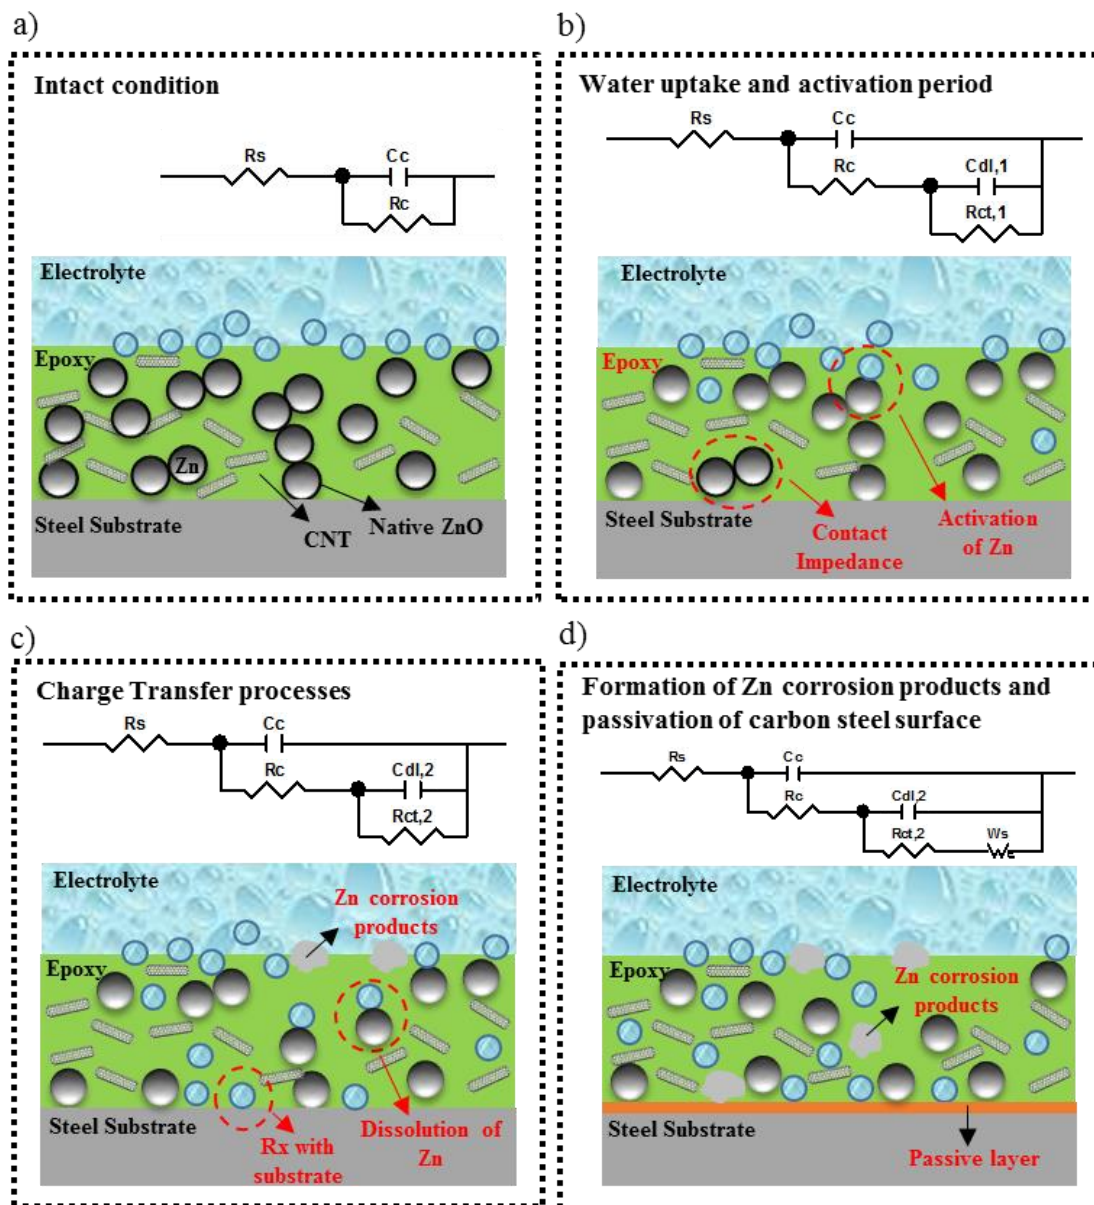 a)
Intact condition
Rs
Cc
Rc
Electrolyte
Epoxy
Zn
Steel Substrate
CNT
Native ZnO
b)
Water uptake and activation period
Rs
Cc
Rc
Cdl,1
Rct,1
Electrolyte
Epoxy
Steel Substrate
Contact
Impedance
Activation
of Zn
c)
Charge Transfer processes
Rs
Cc
Rc
Cdl,2
Rct,2
Electrolyte
Zn corrosion
products
Epoxy
Steel Substrate
Rx with
substrate
Dissolution of
Zn
d)
Formation of Zn corrosion products and
passivation of carbon steel surface
Rs
Cc
Rc
Cdl,2
Rct,2
Ws
Electrolyte
Epoxy
Zn corrosion
products
Steel Substrate
Passive layer